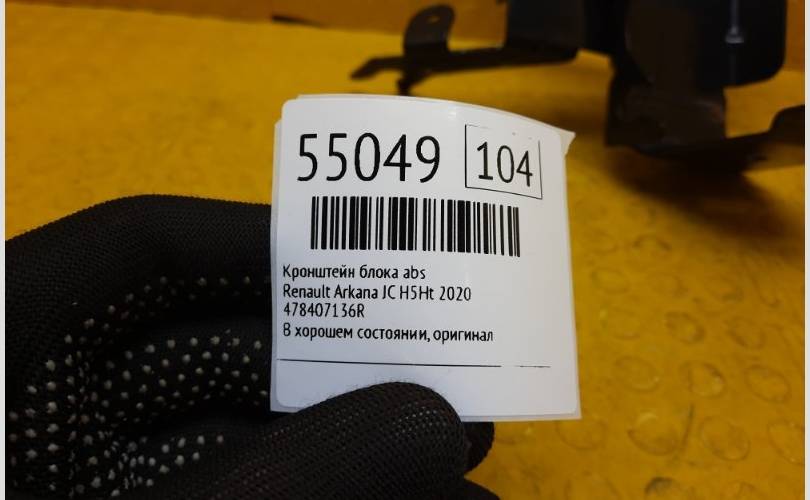 55049 104
Кронштейн блока abs
Renault Arkana JC H5Ht 2020
478407136R
В хорошем состоянии, оригинал